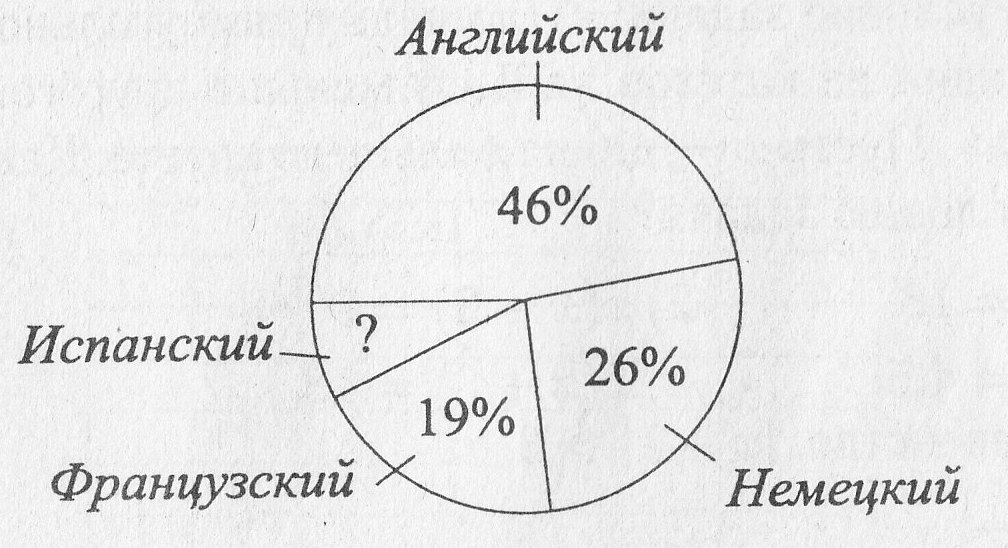 Английский
46%
Испанский
?
26%
19%
Французский
Немецкий